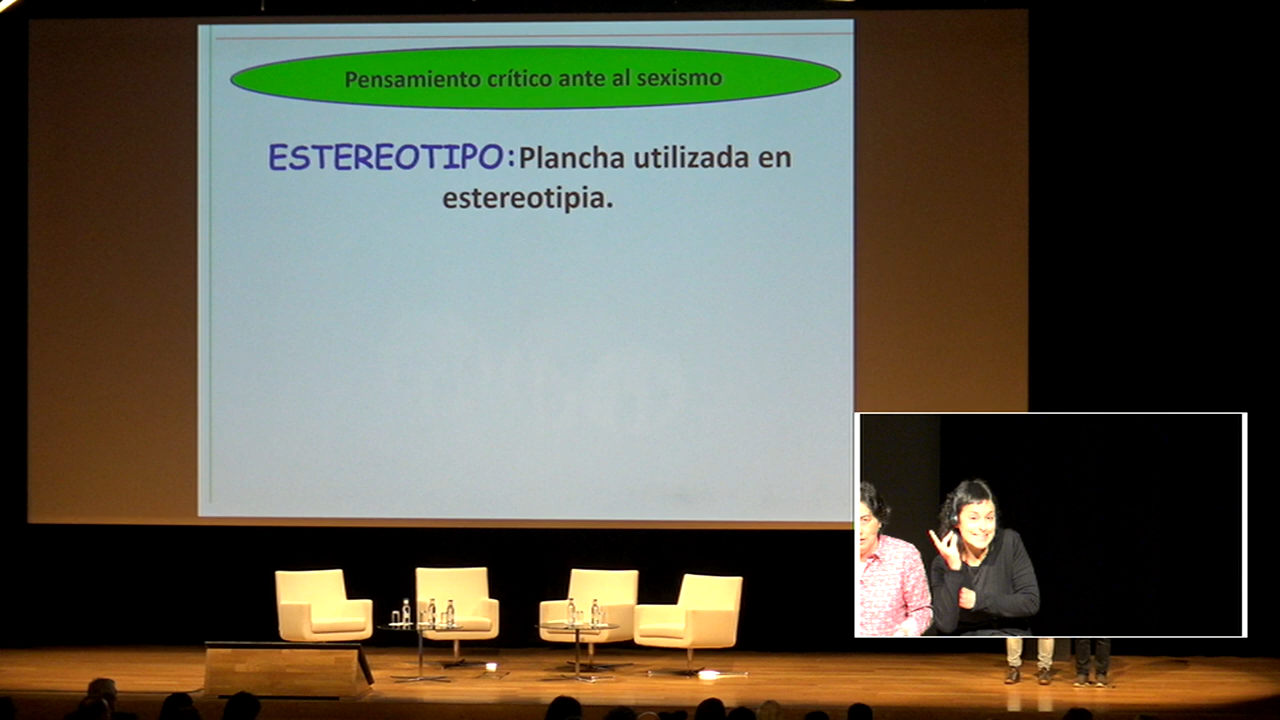 Pensamiento crítico ante al sexismo
ESTEREOTIPO:Plancha utilizada en
estereotipia.